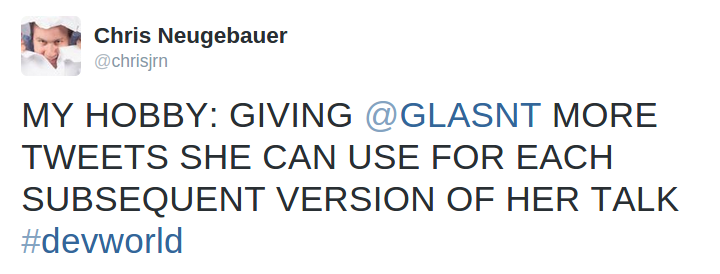 Chris Neugebauer
@chrisjrn
MY HOBBY: GIVING @GLASNT MORE
TWEETS SHE CAN USE FOR EACH
SUBSEQUENT VERSION OF HER TALK
#devworld